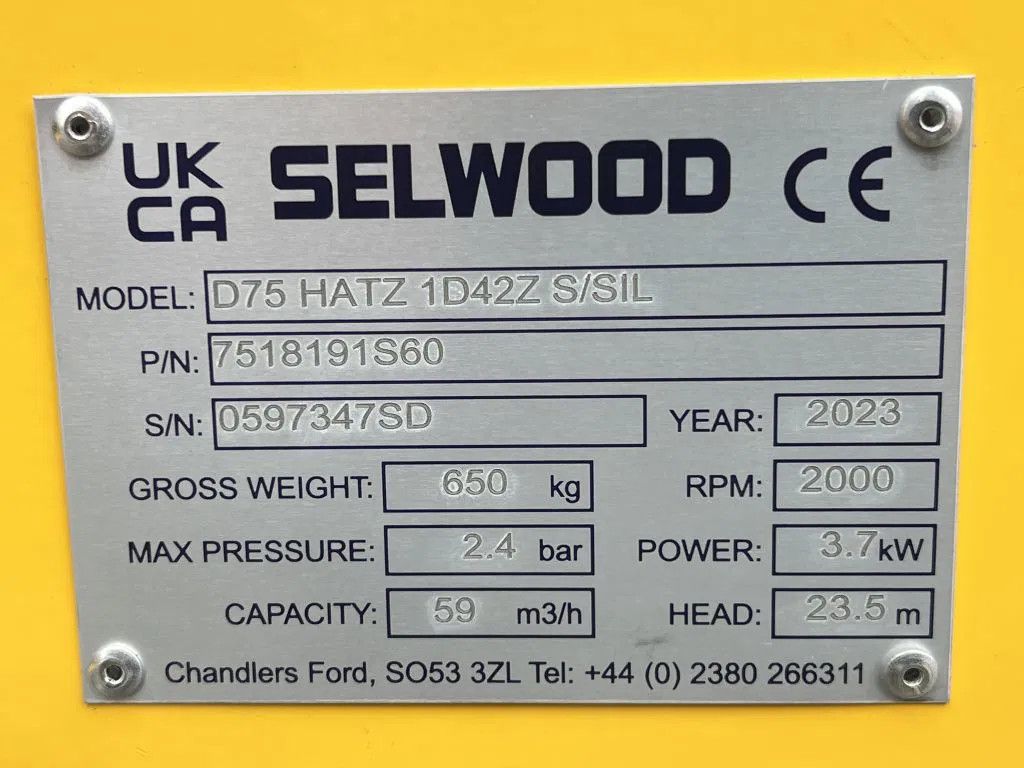 UK
CA
SELWOOD
CE
MODEL: D75 HATZ 1D42Z S/SIL
P/N: 7518191S60
S/N: 0597347SD YEAR: 2023
GROSS WEIGHT: 650 kg RPM: 2000
MAX PRESSURE: 2.4 bar POWER: 3.7kW
CAPACITY: 59 m3/h HEAD: 23.5 m
Chandlers Ford, SO53 3ZL Tel: +44 (0) 2380 266311